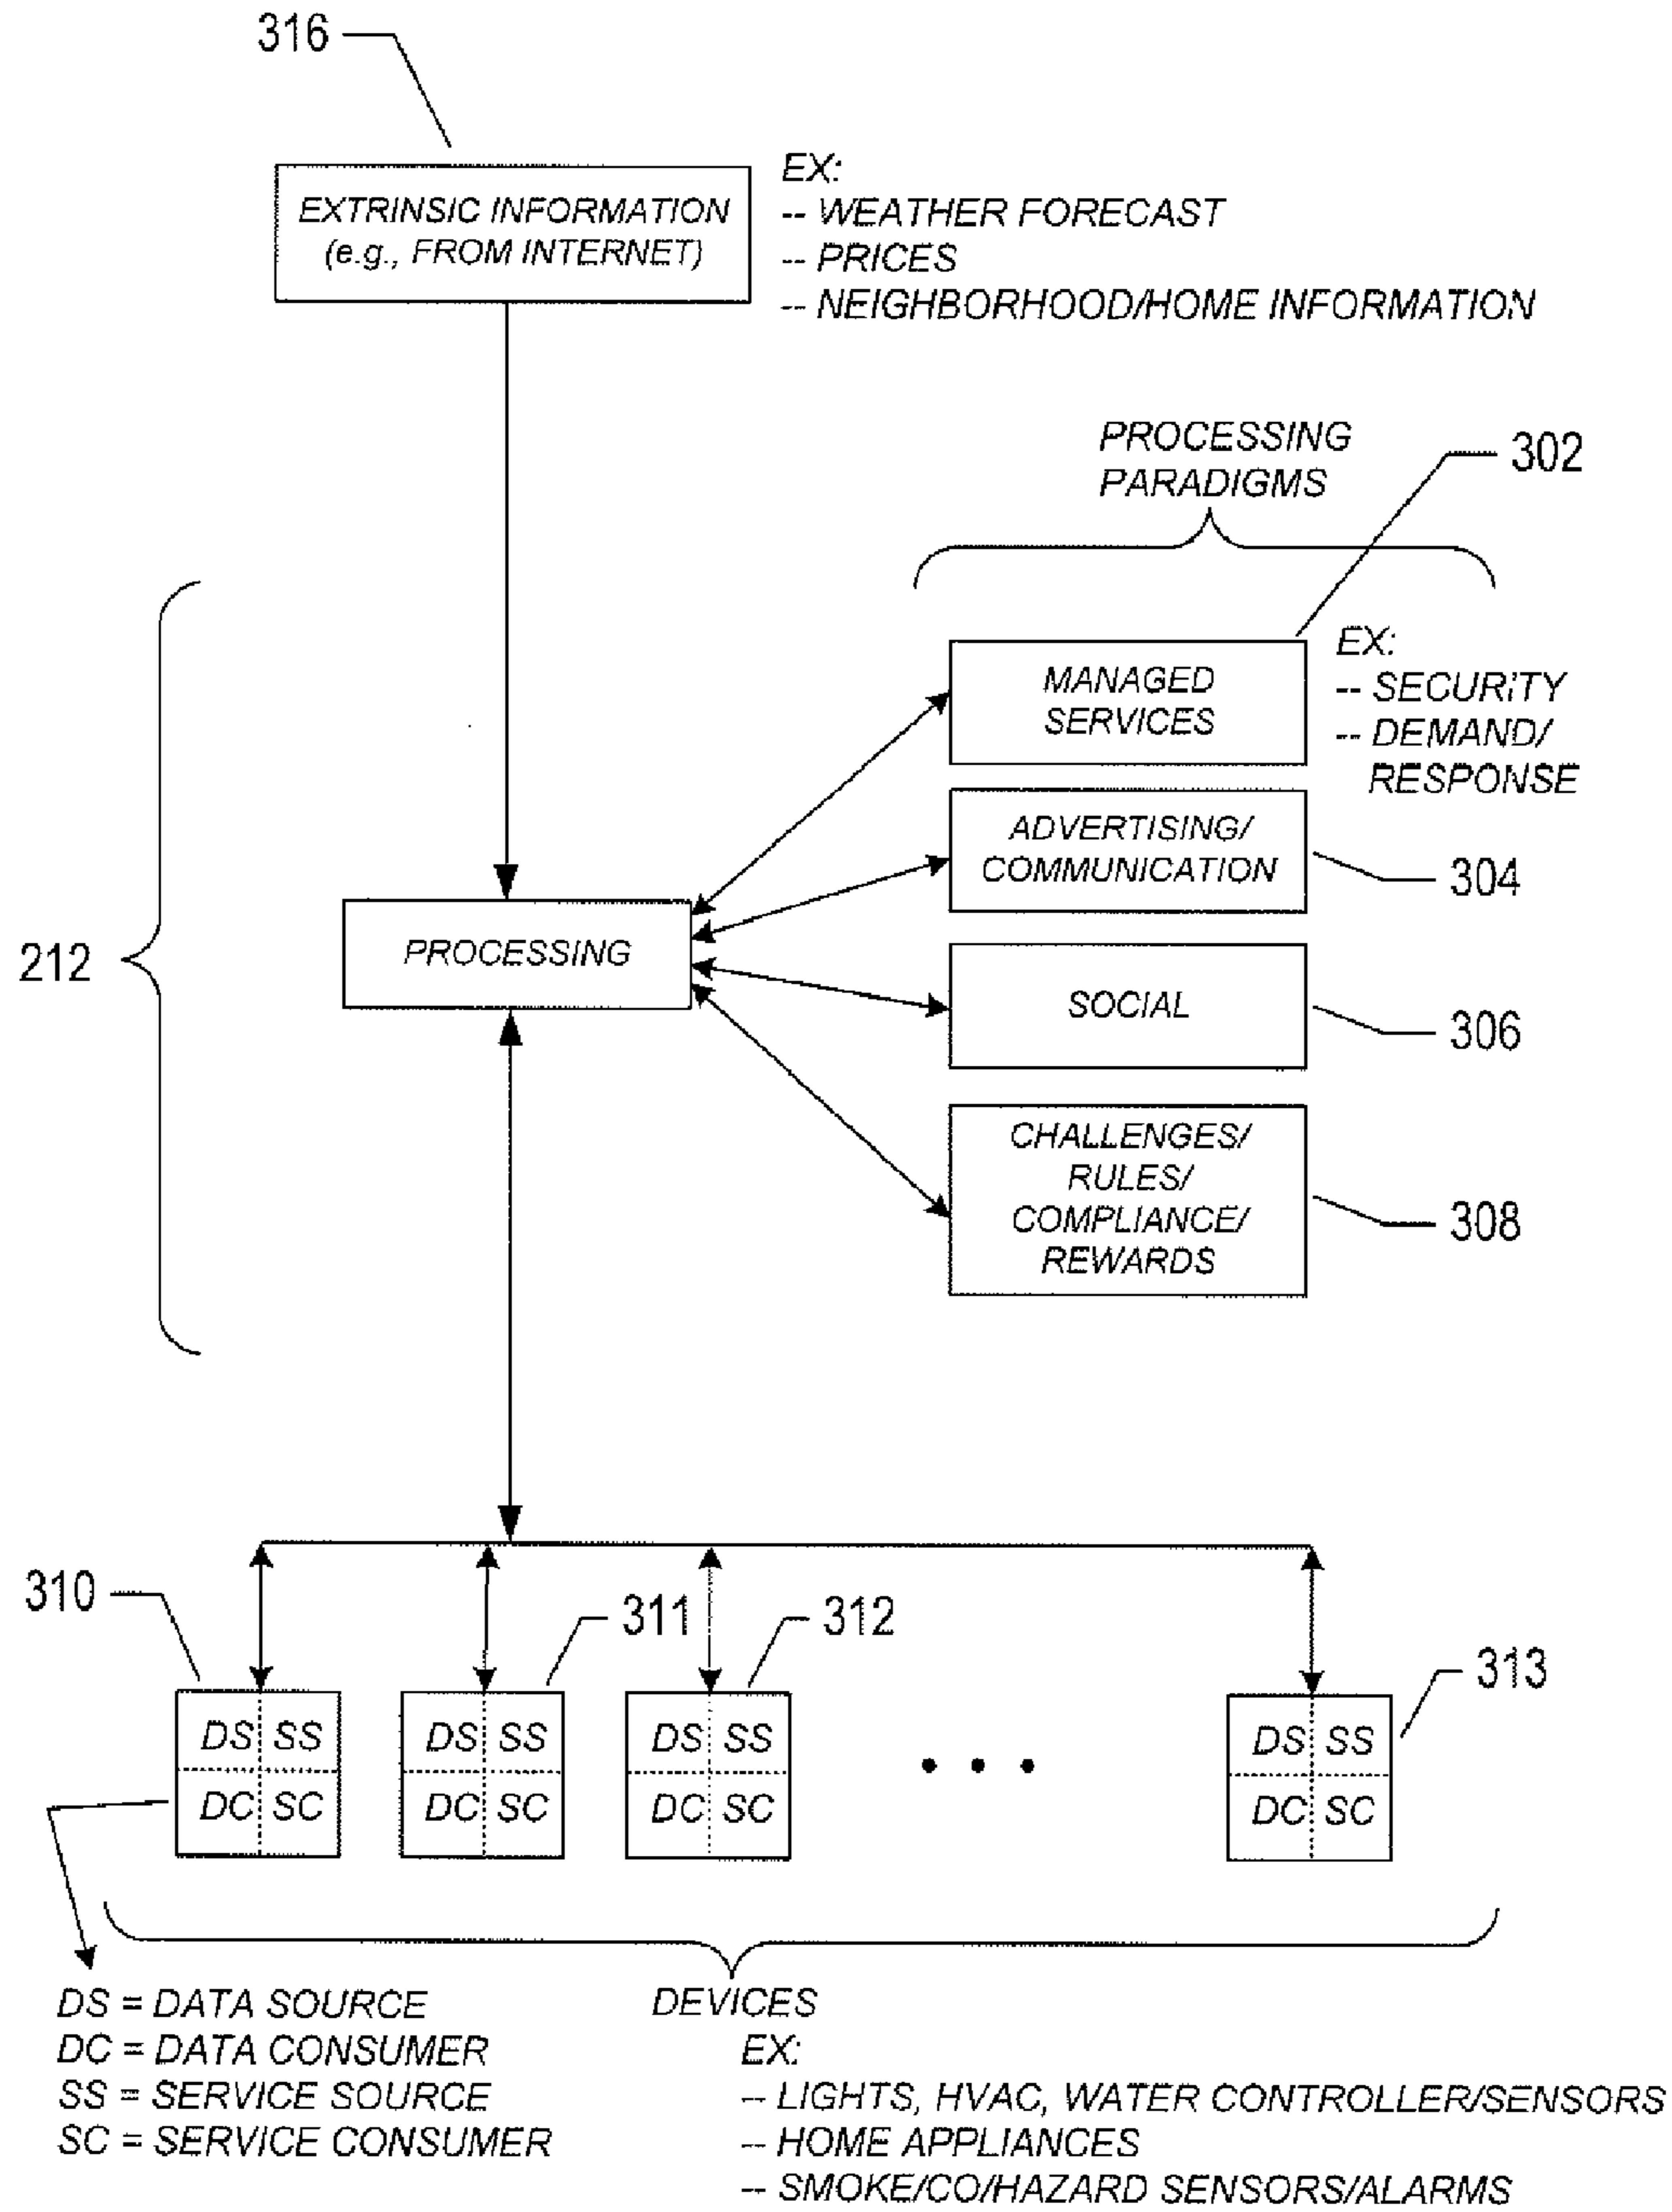 316
EXTRINSIC INFORMATION
(e.g., FROM INTERNET)
EX:
-- WEATHER FORECAST
-- PRICES
-- NEIGHBORHOOD/HOME INFORMATION
PROCESSING
PARADIGMS
302
MANAGED
SERVICES
EX:
-- SECURITY
-- DEMAND/
RESPONSE
ADVERTISING/
COMMUNICATION
304
212
PROCESSING
SOCIAL
306
CHALLENGES/
RULES/
COMPLIANCE/
REWARDS
308
310
311
312
313
DS SS
DC SC
DS SS
DC SC
DS SS
DC SC
• • •
DS SS
DC SC
DS = DATA SOURCE
DC = DATA CONSUMER
SS = SERVICE SOURCE
SC = SERVICE CONSUMER
DEVICES
EX:
-- LIGHTS, HVAC, WATER CONTROLLER/SENSORS
-- HOME APPLIANCES
-- SMOKE/CO/HAZARD SENSORS/ALARMS